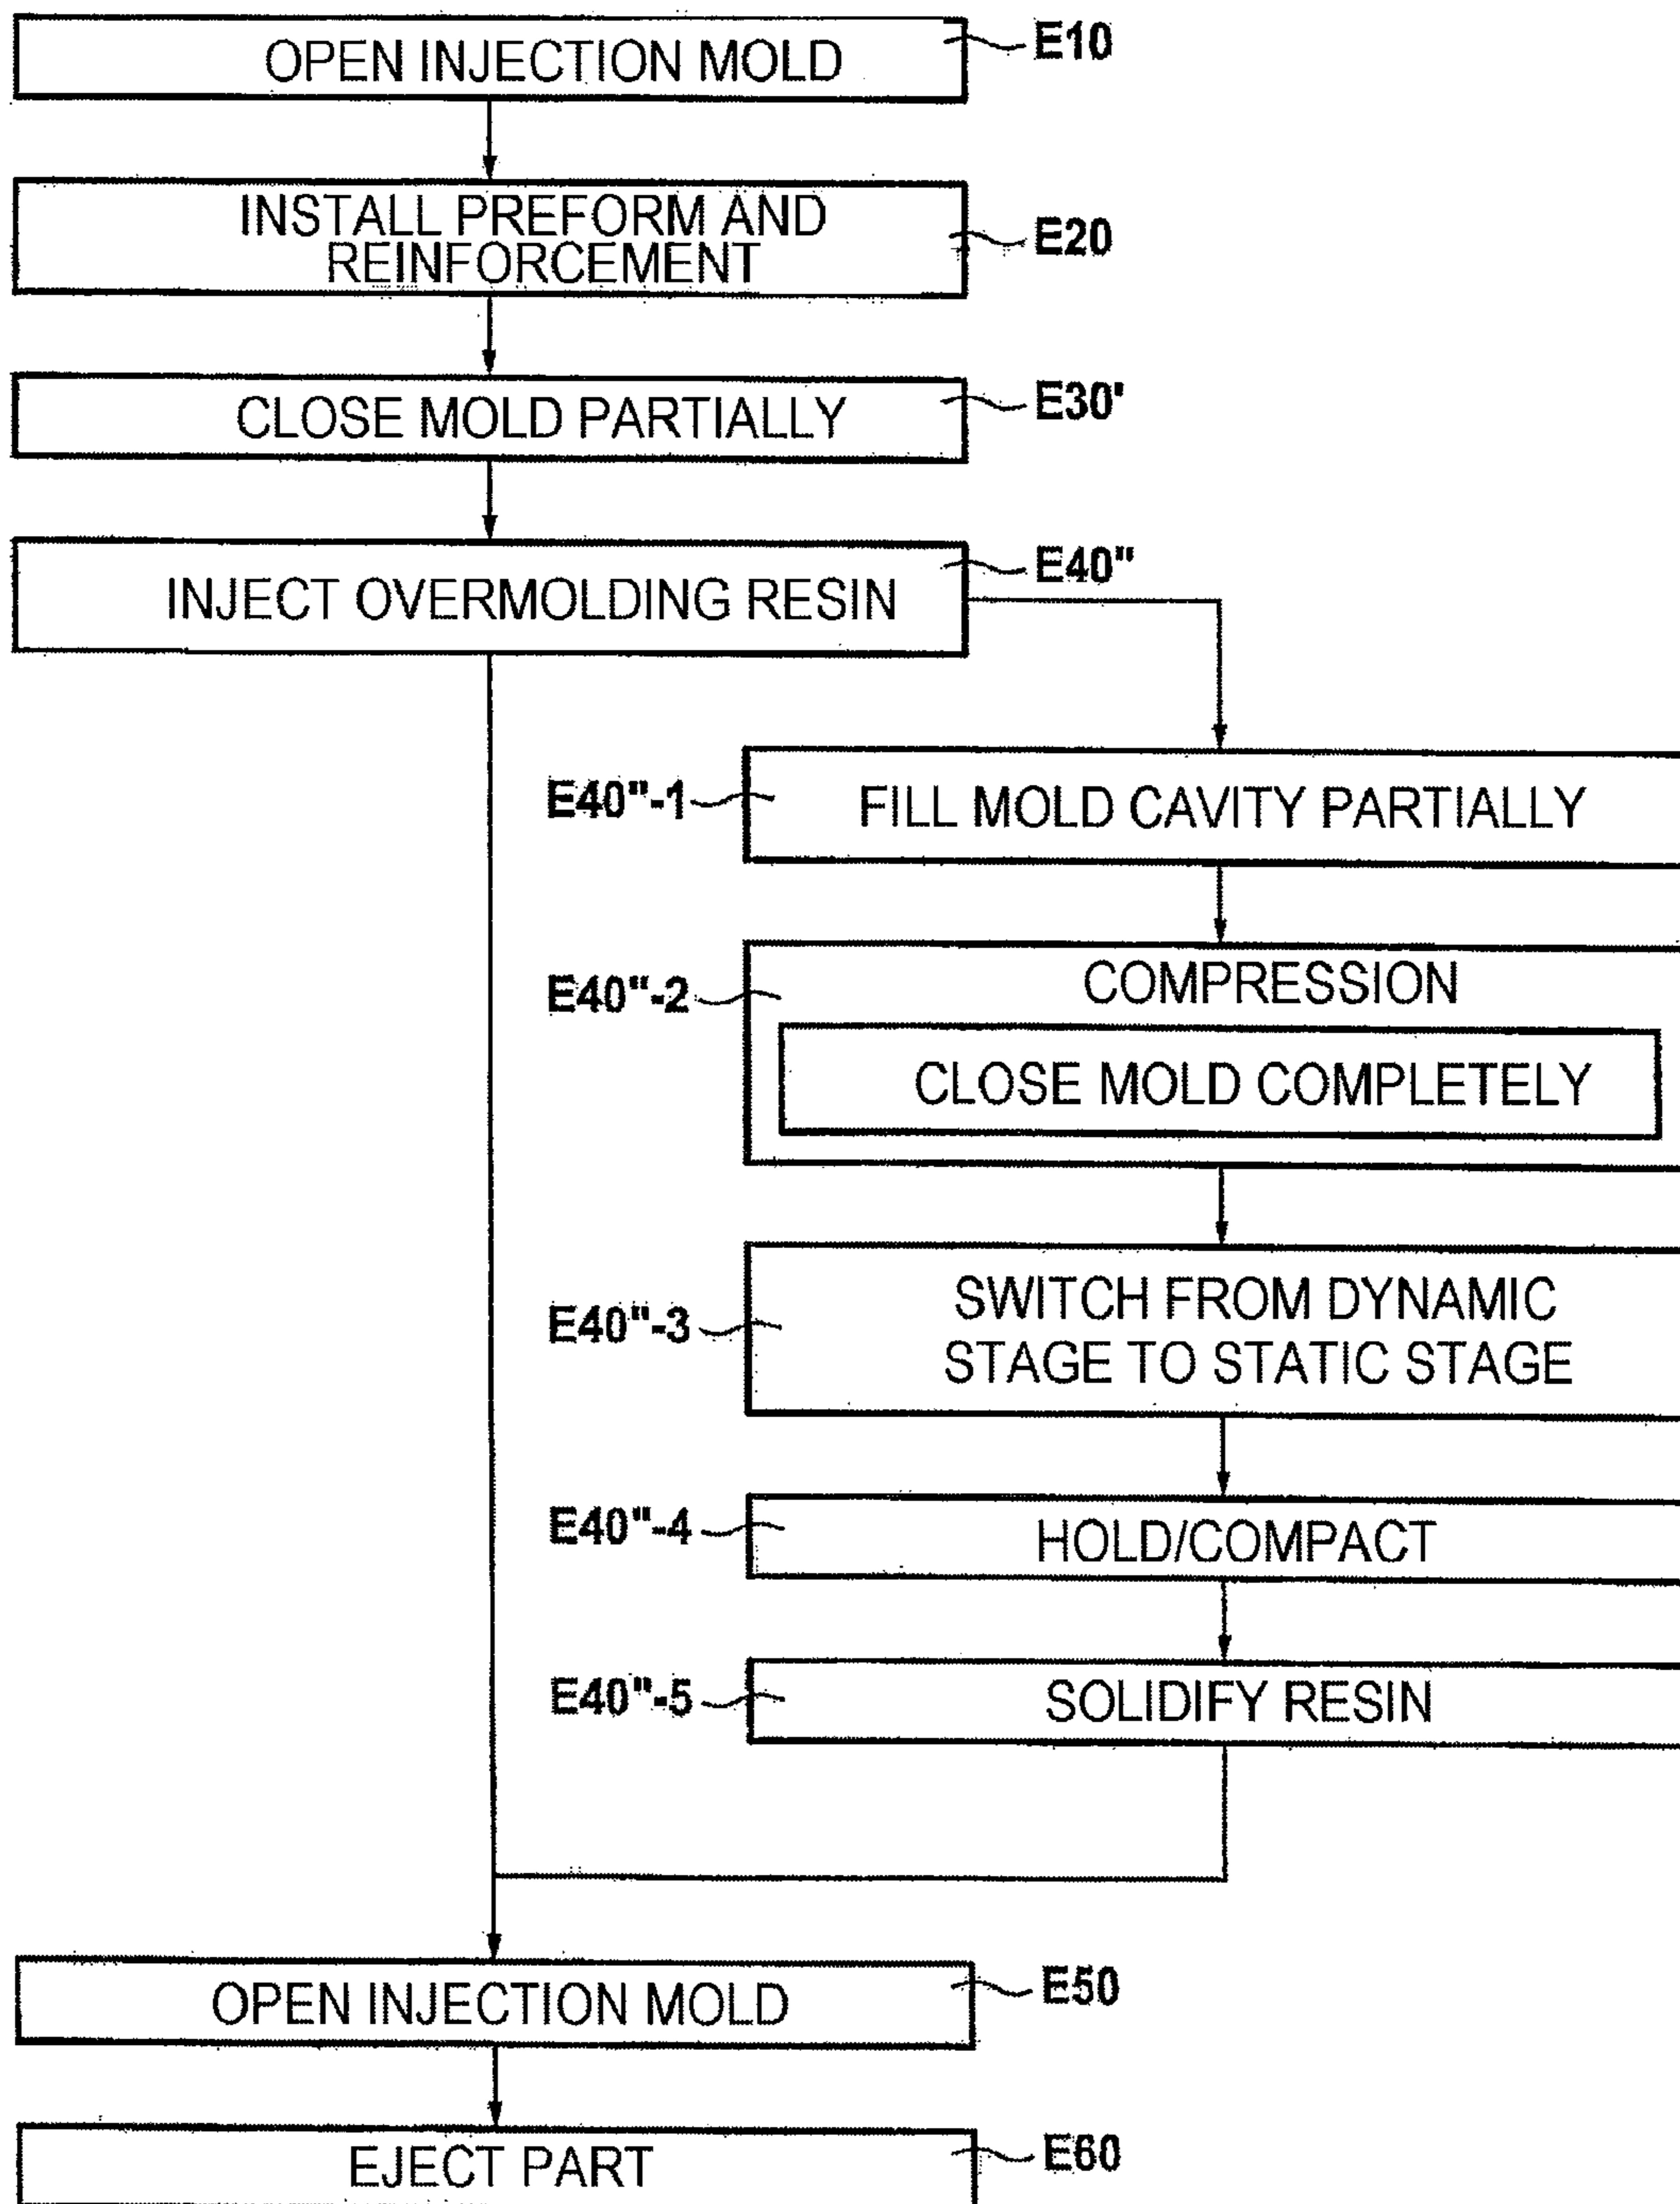 OPEN INJECTION MOLD
E10
INSTALL PREFORM AND
REINFORCEMENT
E20
CLOSE MOLD PARTIALLY
E30'
INJECT OVERMOLDING RESIN
E40"
E40"-1
FILL MOLD CAVITY PARTIALLY
E40"-2
COMPRESSION
CLOSE MOLD COMPLETELY
E40"-3
SWITCH FROM DYNAMIC
STAGE TO STATIC STAGE
E40"-4
HOLD/COMPACT
E40"-5
SOLIDIFY RESIN
OPEN INJECTION MOLD
E50
EJECT PART
E60